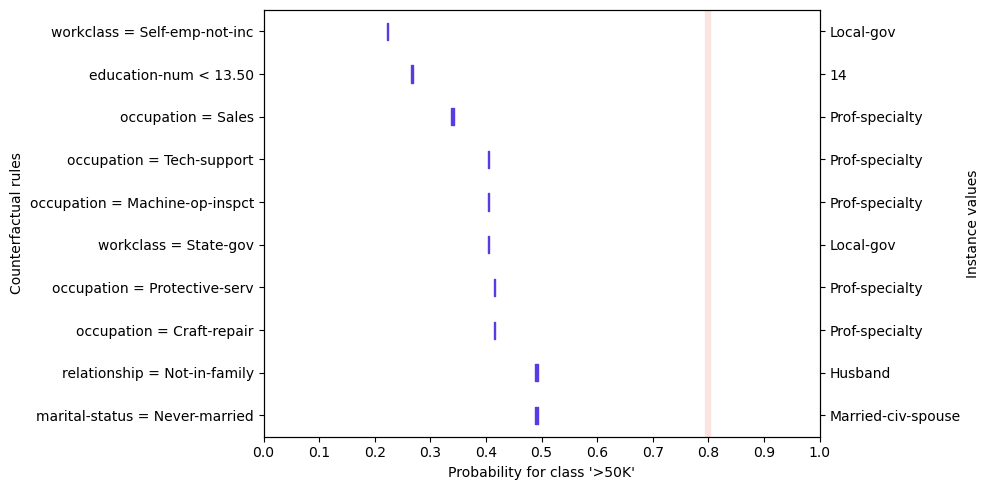 Counterfactual rules
workclass = Self-emp-not-inc
Local-gov
education-num < 13.50
14
occupation = Sales
Prof-specialty
occupation = Tech-support
Prof-specialty
occupation = Machine-op-inspct
Prof-specialty
workclass = State-gov
Local-gov
occupation = Protective-serv
Prof-specialty
occupation = Craft-repair
Prof-specialty
relationship = Not-in-family
Husband
marital-status = Never-married
Married-civ-spouse
Instance values
0.0 0.1 0.2 0.3 0.4 0.5 0.6 0.7 0.8 0.9 1.0
Probability for class '>50K'